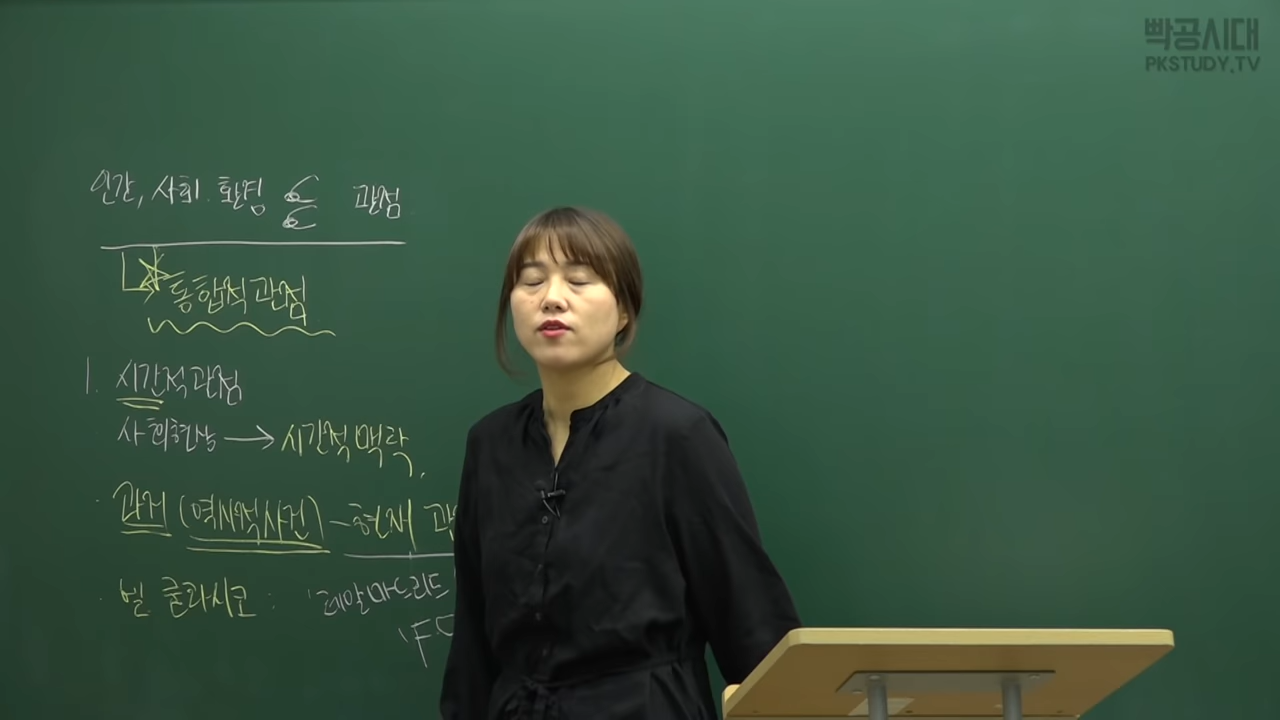 빡공시대
PKSTUDY.TV
인간, 사회. 환경 관점
통합적 관점
1. 시간적 관점
사회현상 → 시간적 맥락.
· 과거 (역사적사건) - 현재
· 벨 클라시코 : '레알마드리드
'F